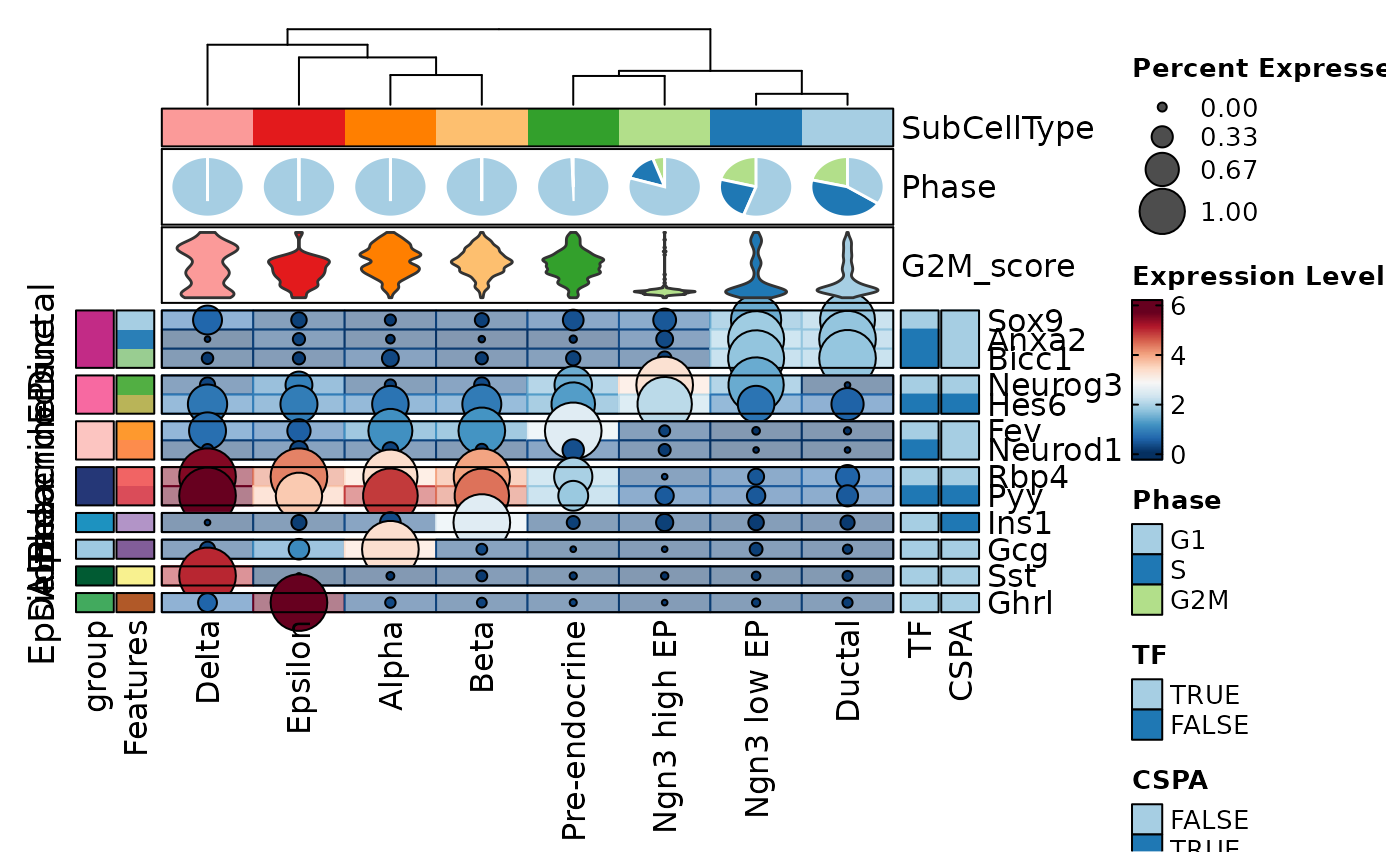 Percent Expresse
0.00
0.33
0.67
1.00
SubCellType
Phase
G2M_score
Expression Level
6
4
2
0
Sox9
Anxa2
Bicc1
Neurog3
Hes6
Fev
Neurod1
Rbp4
Pyy
Ins1
Gcg
Sst
Ghrl
group
Features
Delta
Epsilon
Alpha
Beta
Pre-endocrine
Ngn3 high EP
Ngn3 low EP
Ductal
TF
CSPA
Phase
G1
S
G2M
TF
TRUE
FALSE
CSPA
FALSE
TRUE